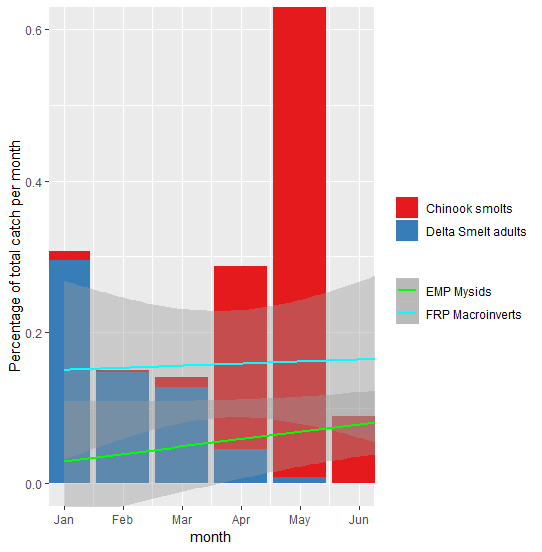 Percentage of total catch per month
0.6
0.4
0.2
0.0
Jan Feb Mar Apr May Jun
month
Chinook smolts
Delta Smelt adults
EMP Mysids
FRP Macroinverts